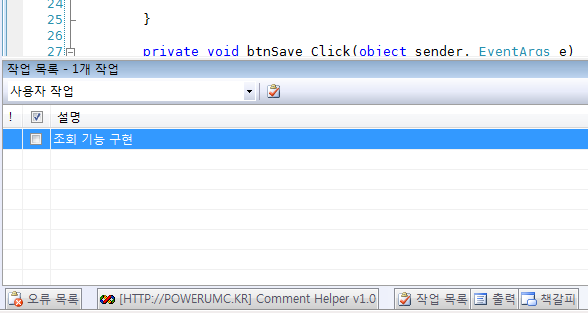 24
25 }
26
27 private void btnSave_Click(object sender, EventArgs e)
작업 목록 - 1개 작업
사용자 작업
! 설명
조회 기능 구현
오류 목록 [HTTP://POWERUMC.KR] Comment Helper v1.0 작업 목록 출력 책갈피